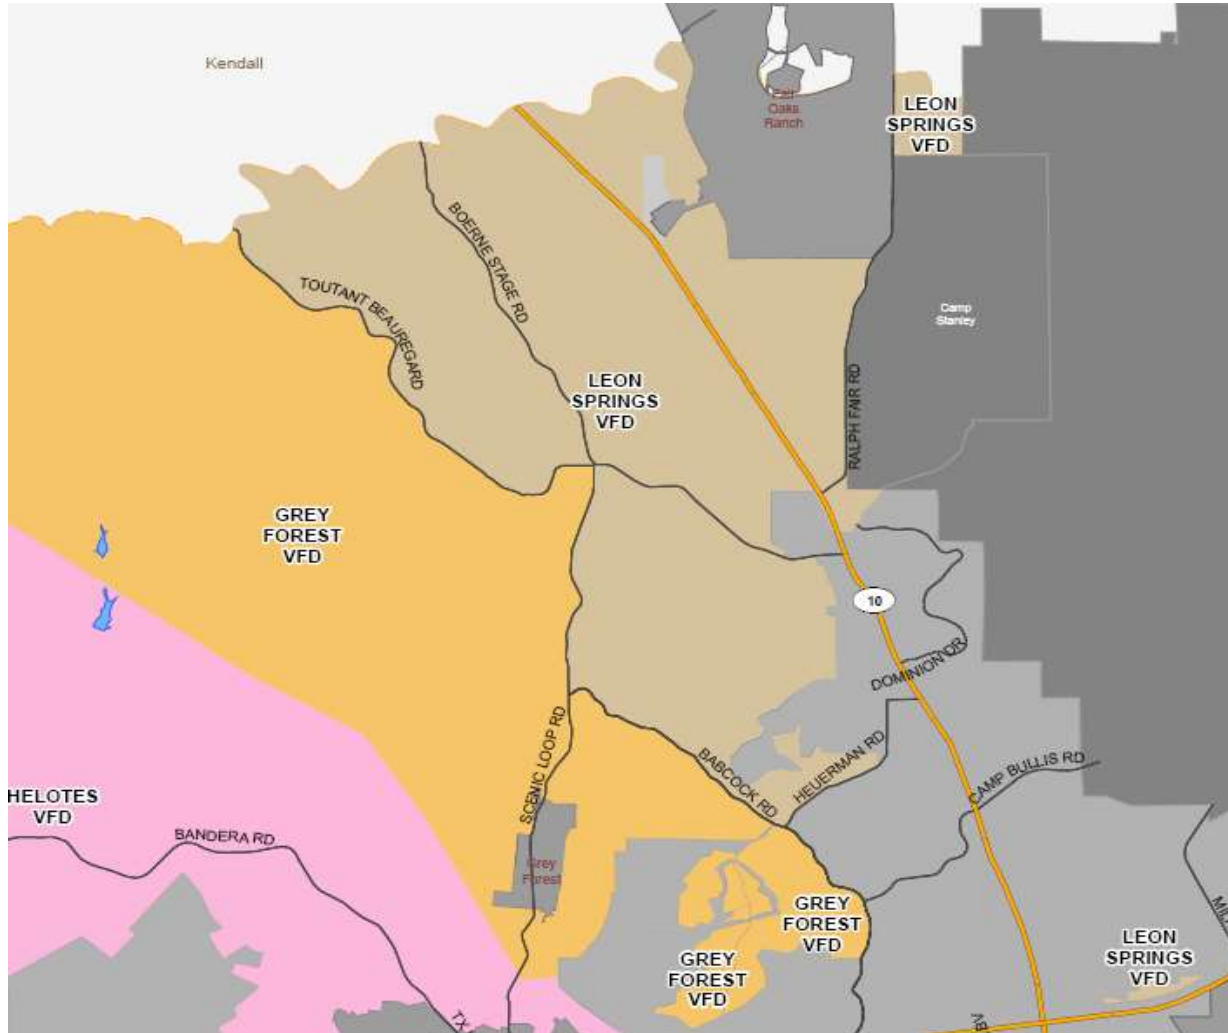 Kendall
Fair
Oaks
Ranch
LEON
SPRINGS
VFD
BOERNE STAGE RD
TOUTANT BEAUREGARD
Camp
Stanley
LEON
SPRINGS
VFD
RALPH FAIR RD
GREY
FOREST
VFD
10
DOMINION DR
SCENIC LOOP RD
BABCOCK RD
HEUERMAN RD
CAMP BULLIS RD
HELOTES
VFD
BANDERA RD
Grey
Forest
GREY
FOREST
VFD
GREY
FOREST
VFD
LEON
SPRINGS
VFD
TX